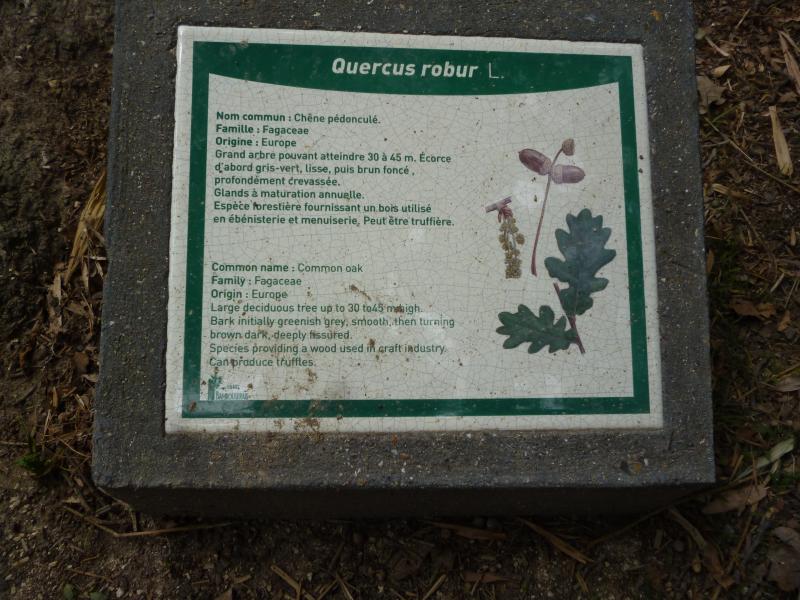 Quercus robur L.
Nom commun : Chêne pédonculé.
Famille : Fagaceae
Origine : Europe
Grand arbre pouvant atteindre 30 à 45 m. Écorce
d'abord gris-vert, lisse, puis brun foncé ,
profondément crevassée.
Glands à maturation annuelle.
Espèce forestière fournissant un bois utilisé
en ébénisterie et menuiserie. Peut être truffière.
Common name : Common oak
Family : Fagaceae
Origin : Europe
Large deciduous tree up to 30 to45 m high.
Bark initially greenish grey, smooth, then turning
brown dark, deeply fissured.
Species providing a wood used in craft industry.
Can produce truffles.
BAMBOUSERAIE